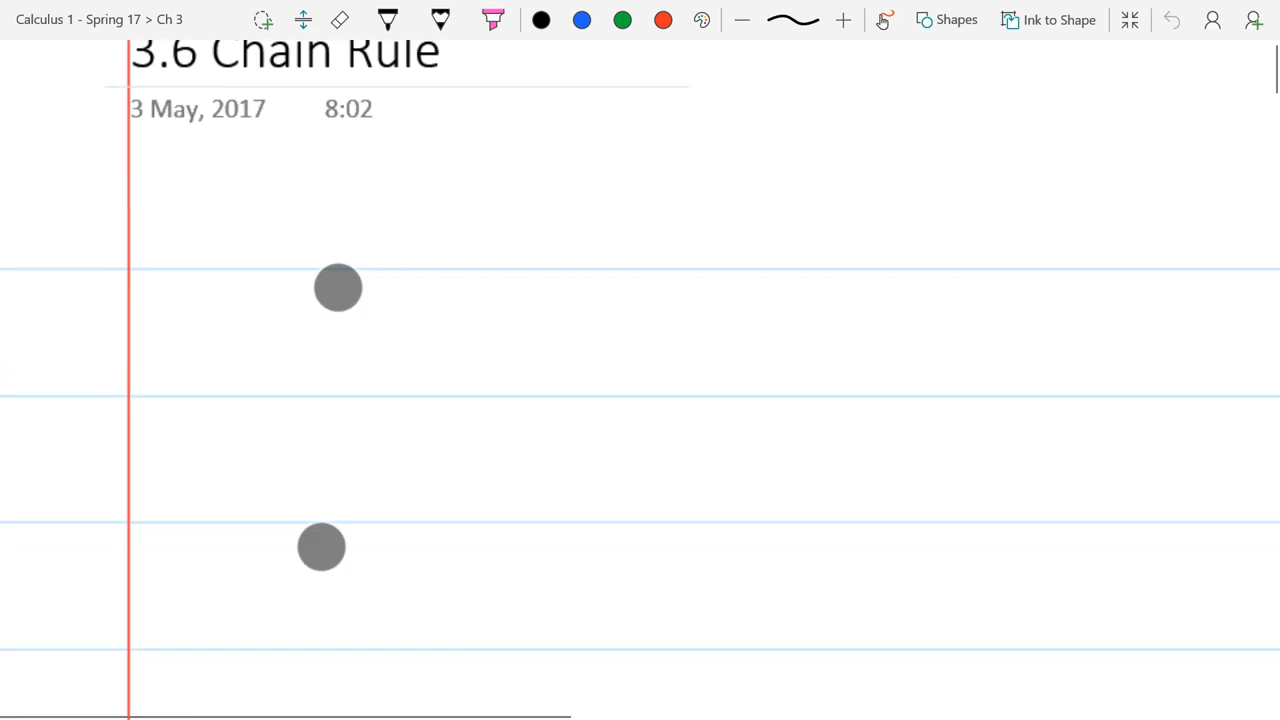 Calculus 1 - Spring 17 > Ch 3
Shapes
Ink to Shape
3.6 Chain Rule
3 May, 2017 8:02